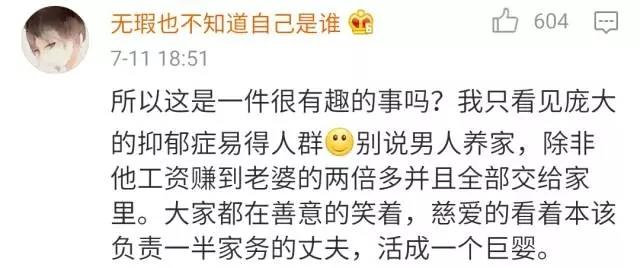 无瑕也不知道自己是谁
604
7-11 18:51
所以这是一件很有趣的事吗？我只看见庞大
的抑郁症易得人群别说男人养家，除非
他工资赚到老婆的两倍多并且全部交给家
里。大家都在善意的笑着，慈爱的看着本该
负责一半家务的丈夫，活成一个巨婴。